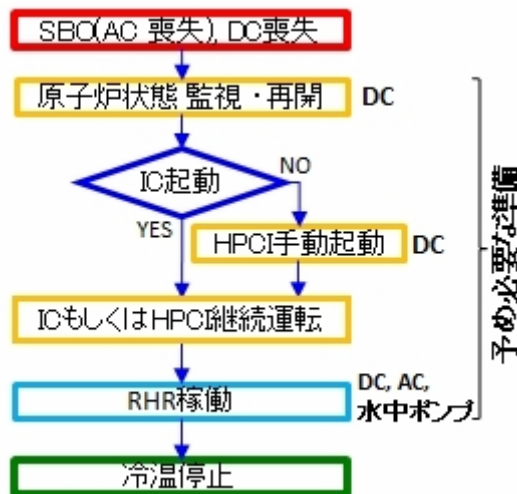 SBO(AC 喪失), DC喪失
原子炉状態 監視・再開
DC
IC起動
NO
YES
HPCI手動起動
DC
ICもしくはHPCI継続運転
RHR稼働
DC, AC,
水中ポンプ
冷温停止
予め必要な準備